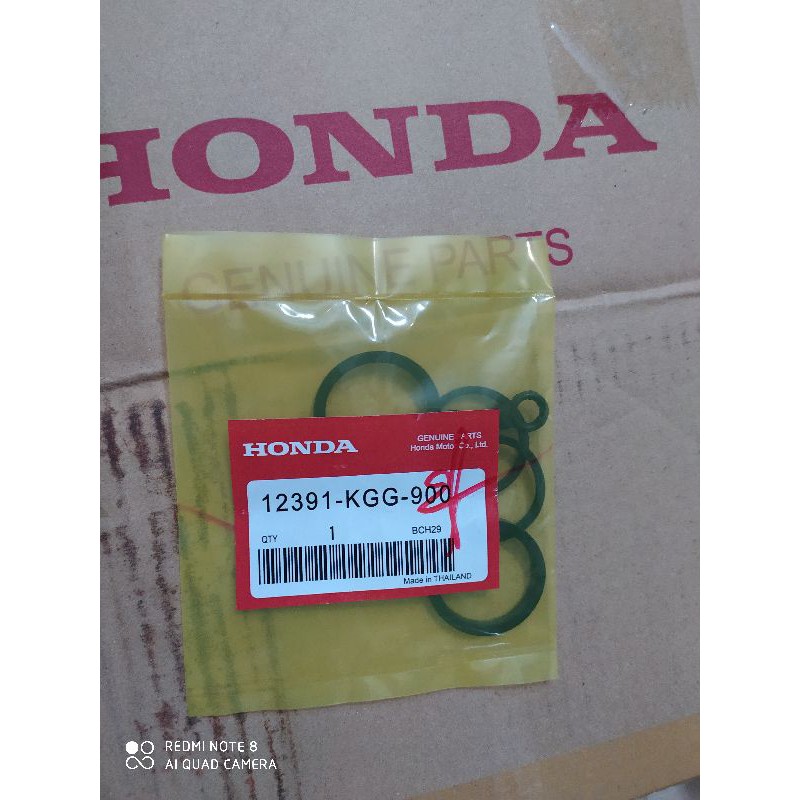 HONDA
GENUINE PARTS
HONDA
GENUINE PARTS
Honda Motor Co., Ltd.
12391-KGG-900
QTY 1 BCH29
Made in THAILAND
REDMI NOTE 8
AI QUAD CAMERA